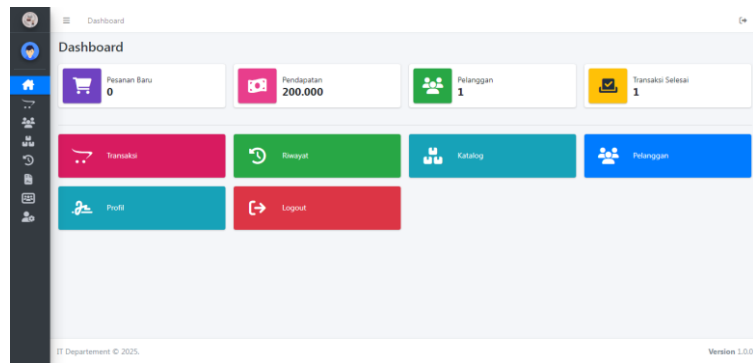 Dashboard
Dashboard
Pesanan Baru
0
Pendapatan
200.000
Pelanggan
1
Transaksi Selesai
1
Transaksi
Riwayat
Katalog
Pelanggan
Profil
Logout
IT Departement © 2025.
Version 1.0.0